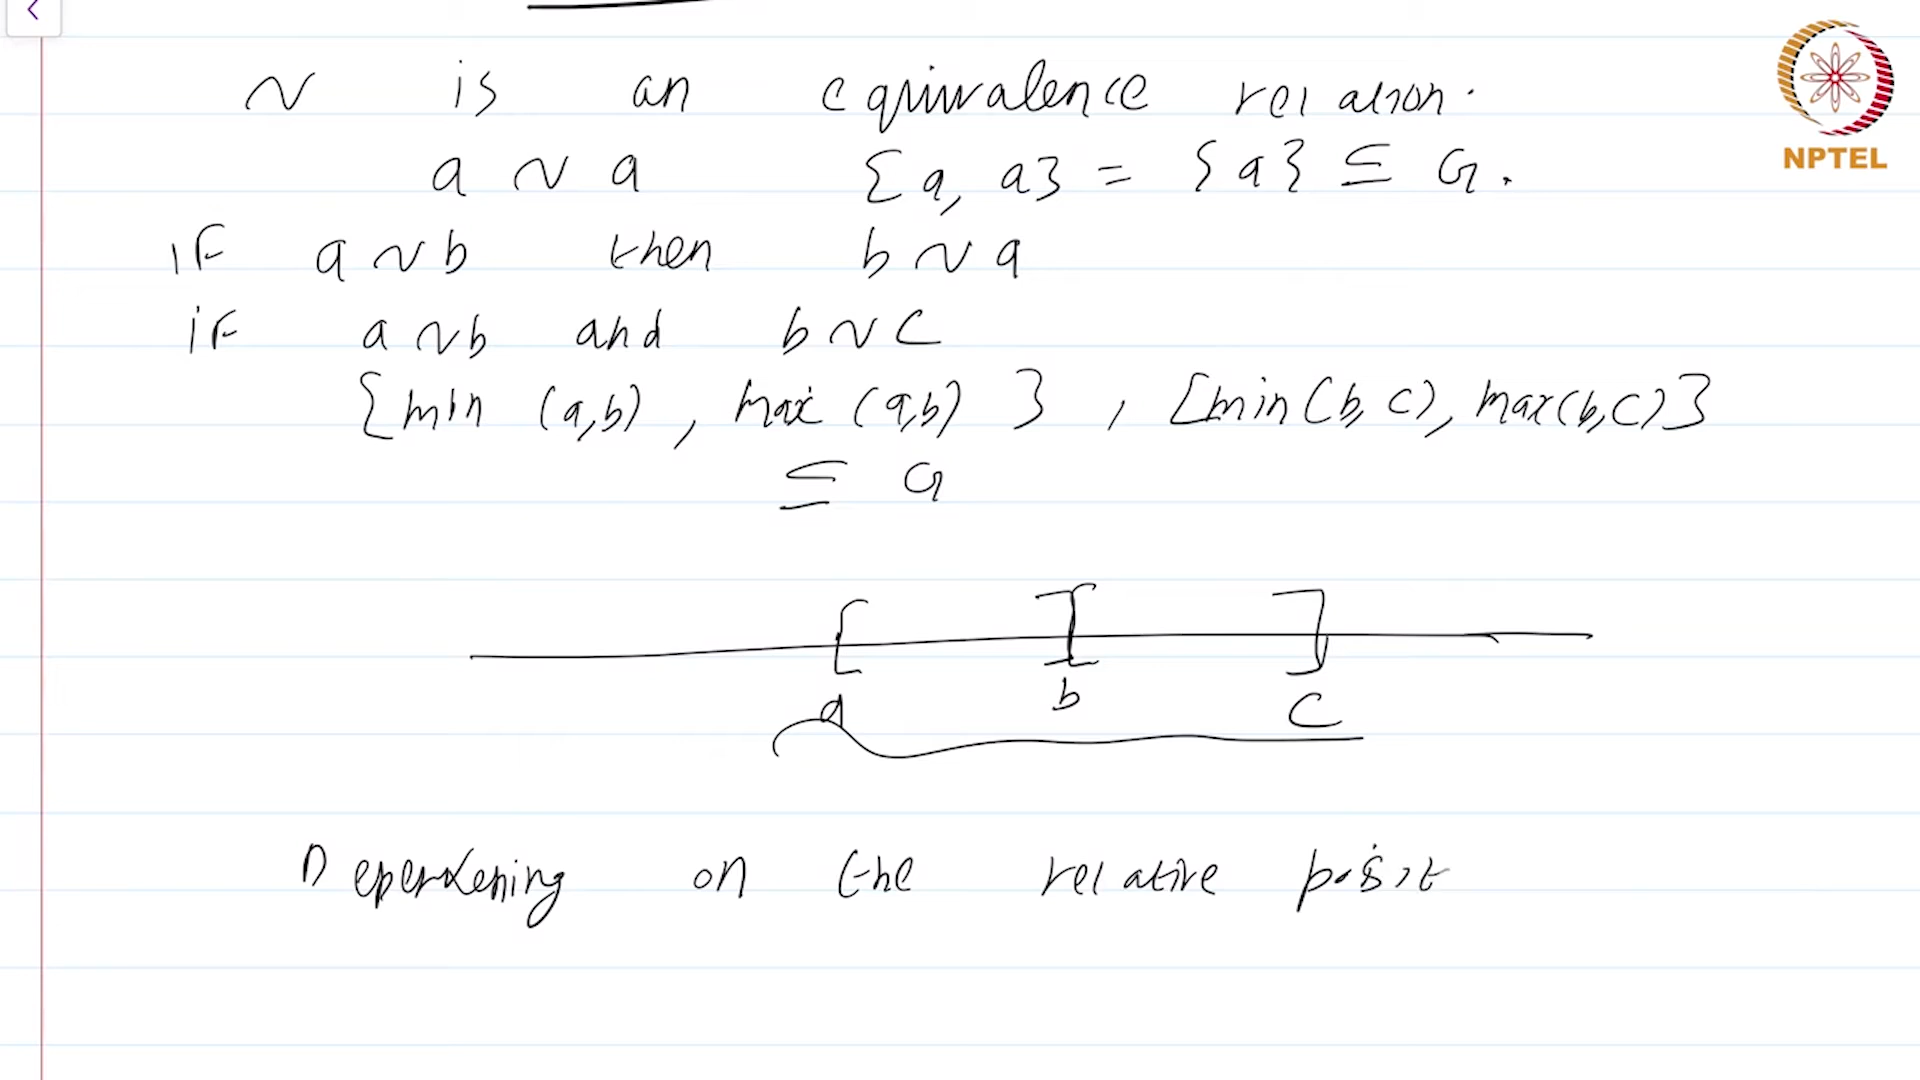 ~ is an equivalence relation.
NPTEL
a ~ a {a, a} = {a} ⊆ G.
if a ~ b then b ~ a
if a ~ b and b ~ c
{min (a,b), max (a,b)}, [min(b,c), max(b,c)}
⊆ G
[ ][ ]
a b c
Depending on the relative posit